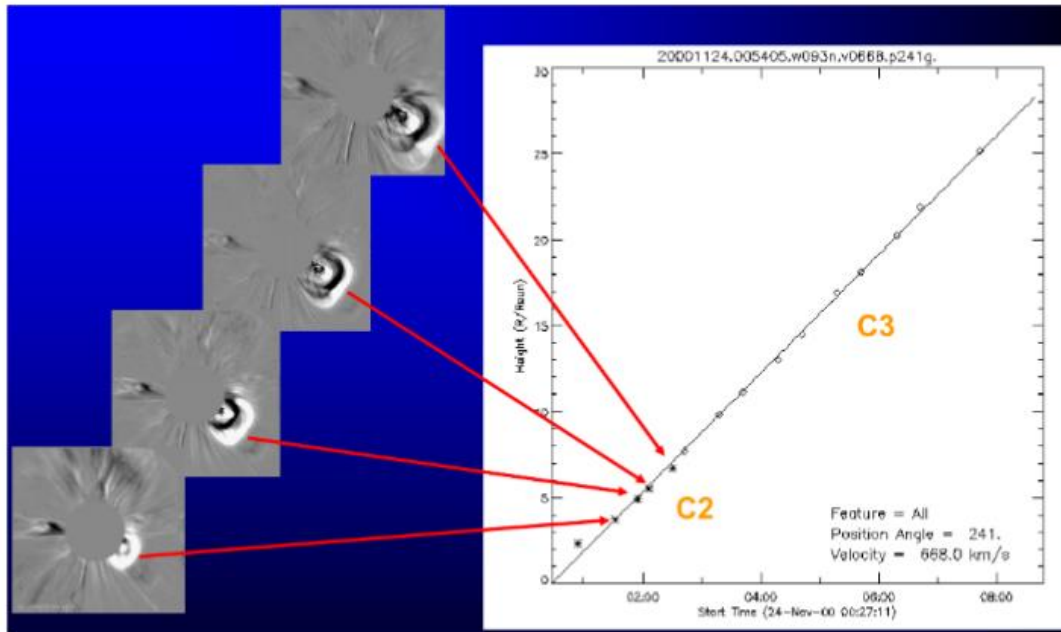 20001124.005405.w093n.v0668.p241g.
30
25
20
15
10
5
0
Height (R/Rsun)
C3
C2
Feature = All
Position Angle = 241.
Velocity = 668.0 km/s
02:00 04:00 06:00 08:00
Start Time (24-Nov-00 00:27:11)